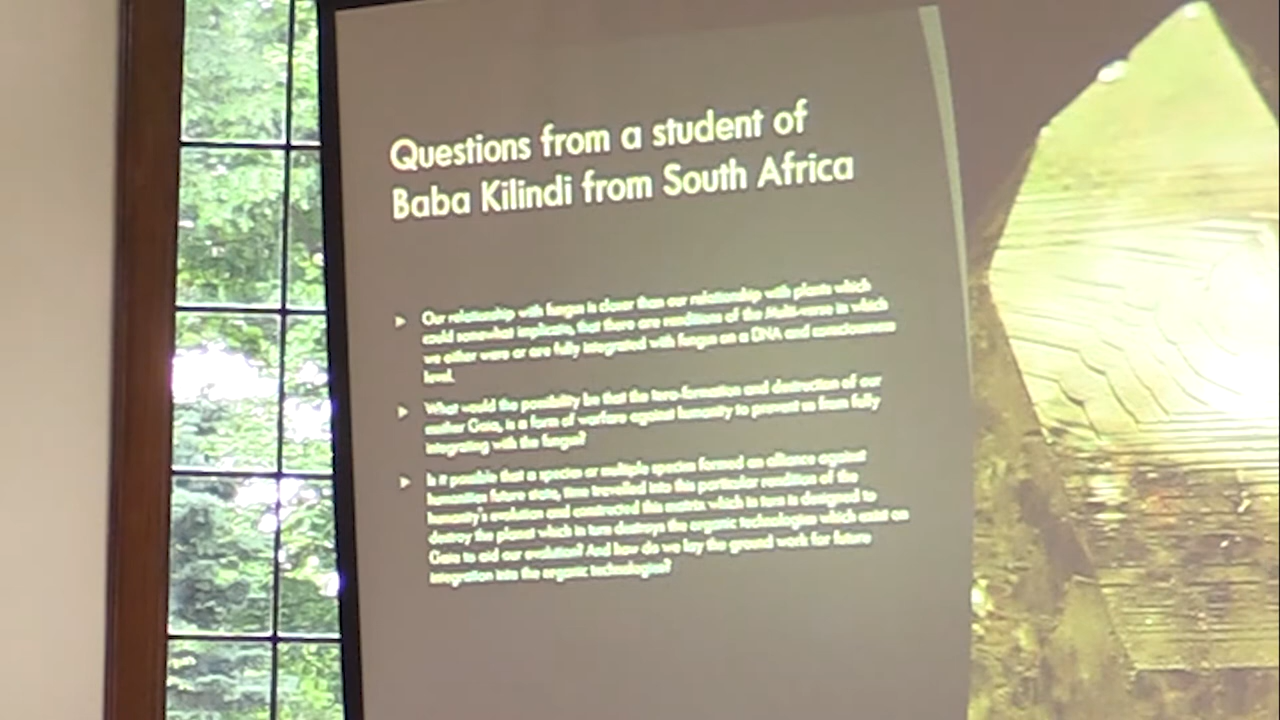 Questions from a student of
Baba Kilindi from South Africa
Our relationship with fungus is closer than our relationship with plants which
could somewhat implicate, that there are renditions of the Multi-verse in which
we either were or are fully integrated with fungus on a DNA and consciousness
level.
What would the possibility be that the terra-formation and destruction of our
mother Gaia, is a form of warfare against humanity to prevent us from fully
integrating with the fungus?
Is it possible that a species or multiple species formed an alliance against
humanities future state, time travelled into this particular rendition of the
humanity's evolution and constructed this matrix which in turn is designed to
destroy the planet which in turn destroys the organic technologies which exist on
Gaia to aid our evolution? And how do we lay the ground work for future
integration into the organic technologies?